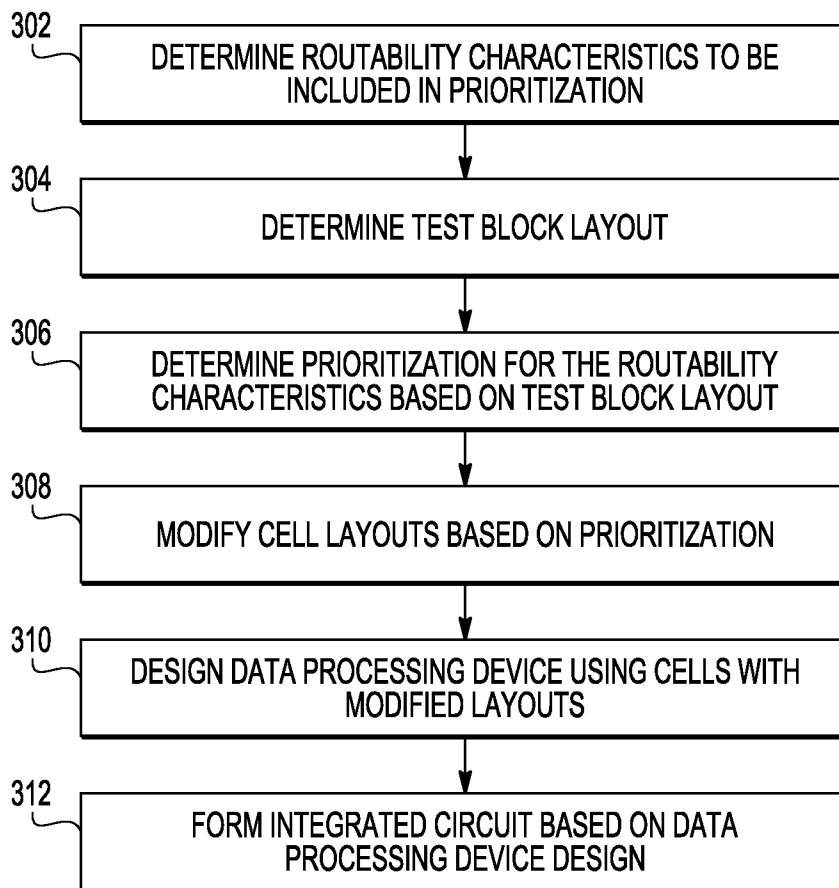 302
DETERMINE ROUTABILITY CHARACTERISTICS TO BE
INCLUDED IN PRIORITIZATION
304
DETERMINE TEST BLOCK LAYOUT
306
DETERMINE PRIORITIZATION FOR THE ROUTABILITY
CHARACTERISTICS BASED ON TEST BLOCK LAYOUT
308
MODIFY CELL LAYOUTS BASED ON PRIORITIZATION
310
DESIGN DATA PROCESSING DEVICE USING CELLS WITH
MODIFIED LAYOUTS
312
FORM INTEGRATED CIRCUIT BASED ON DATA
PROCESSING DEVICE DESIGN